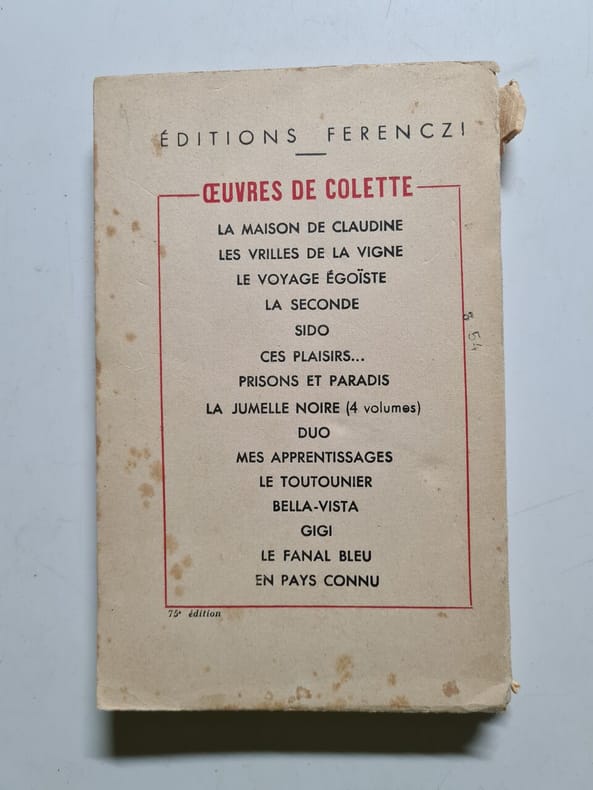 ÉDITIONS FERENCZI
ŒUVRES DE COLETTE
LA MAISON DE CLAUDINE
LES VRILLES DE LA VIGNE
LE VOYAGE ÉGOÏSTE
LA SECONDE
SIDO
CES PLAISIRS...
PRISONS ET PARADIS
LA JUMELLE NOIRE (4 volumes)
DUO
MES APPRENTISSAGES
LE TOUTOUNIER
BELLA-VISTA
GIGI
LE FANAL BLEU
EN PAYS CONNU
75e édition